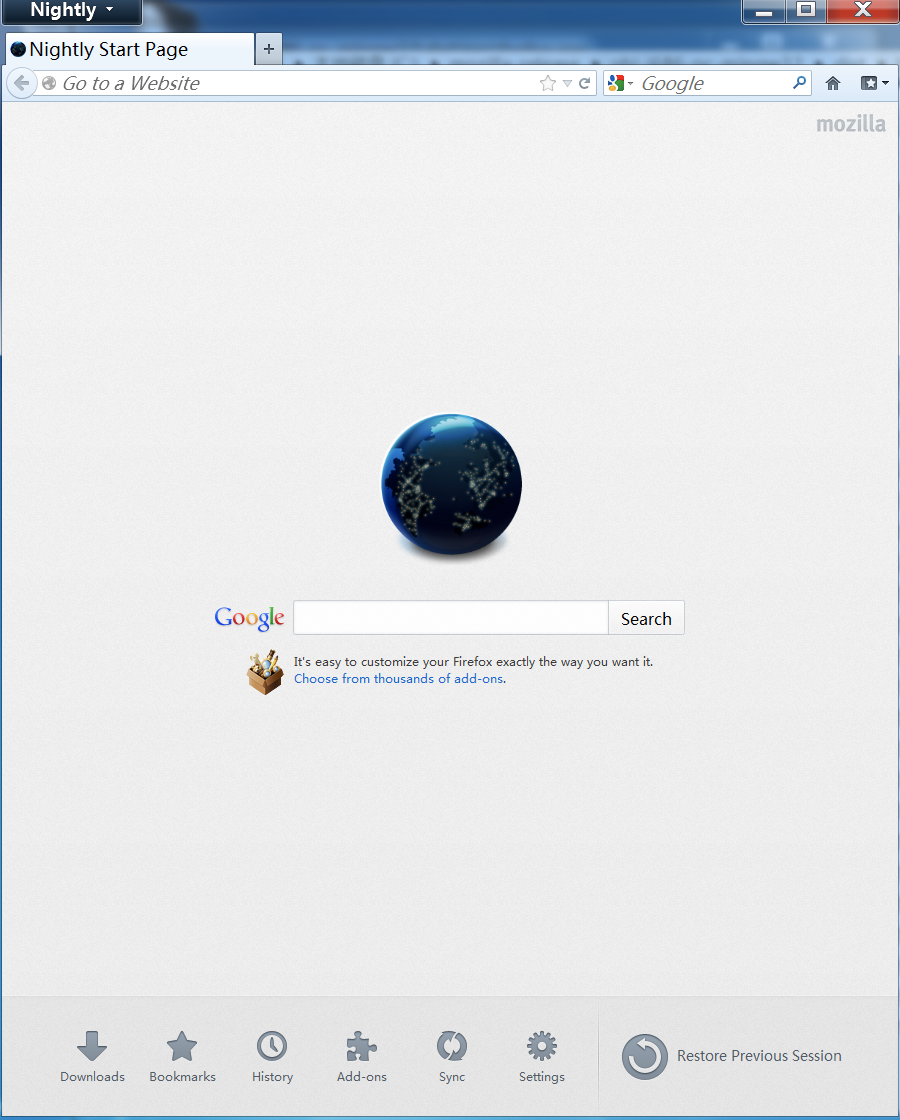 Nightly
Nightly Start Page
Go to a Website
Google
mozilla
Google
Search
It's easy to customize your Firefox exactly the way you want it.
Choose from thousands of add-ons.
Downloads
Bookmarks
History
Add-ons
Sync
Settings
Restore Previous Session